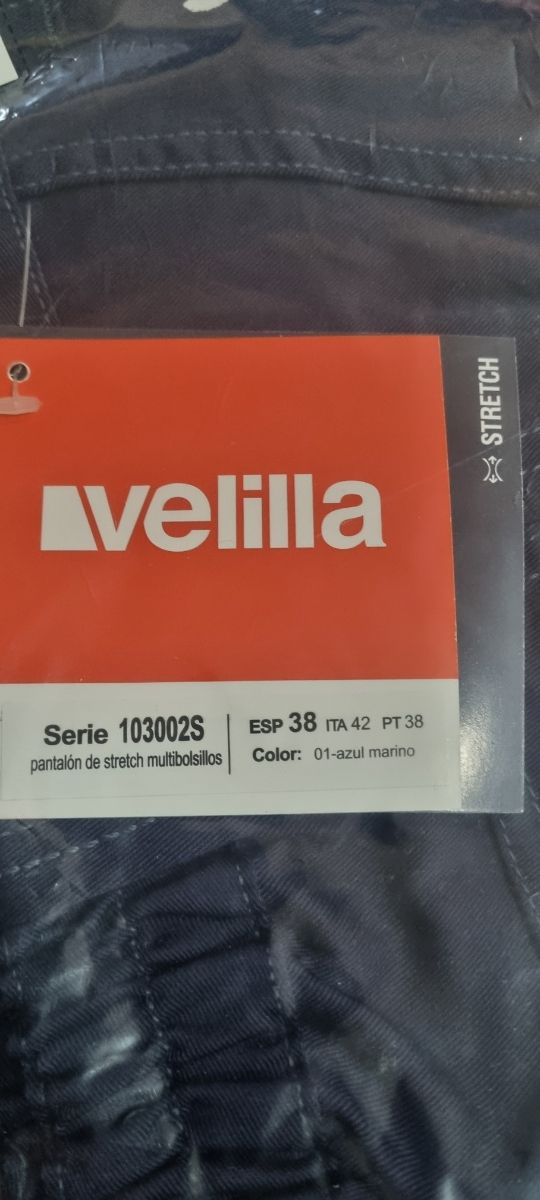 STRETCH
velilla
Serie 103002S
pantalón de stretch multibolsillos
ESP 38 ITA 42 PT 38
Color: 01-azul marino